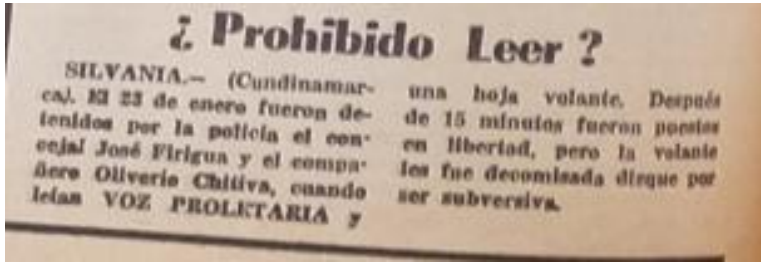 ¿ Prohibido Leer ?
SILVANIA.— (Cundinamar-
ca). El 23 de enero fueron de-
tenidos por la policía el con-
cejal José Firigua y el compa-
ñero Oliverio Chitiva, cuando
leían VOZ PROLETARIA y
una hoja volante. Después
de 15 minutos fueron puestos
en libertad, pero la volante
les fue decomisada dizque por
ser subversiva.